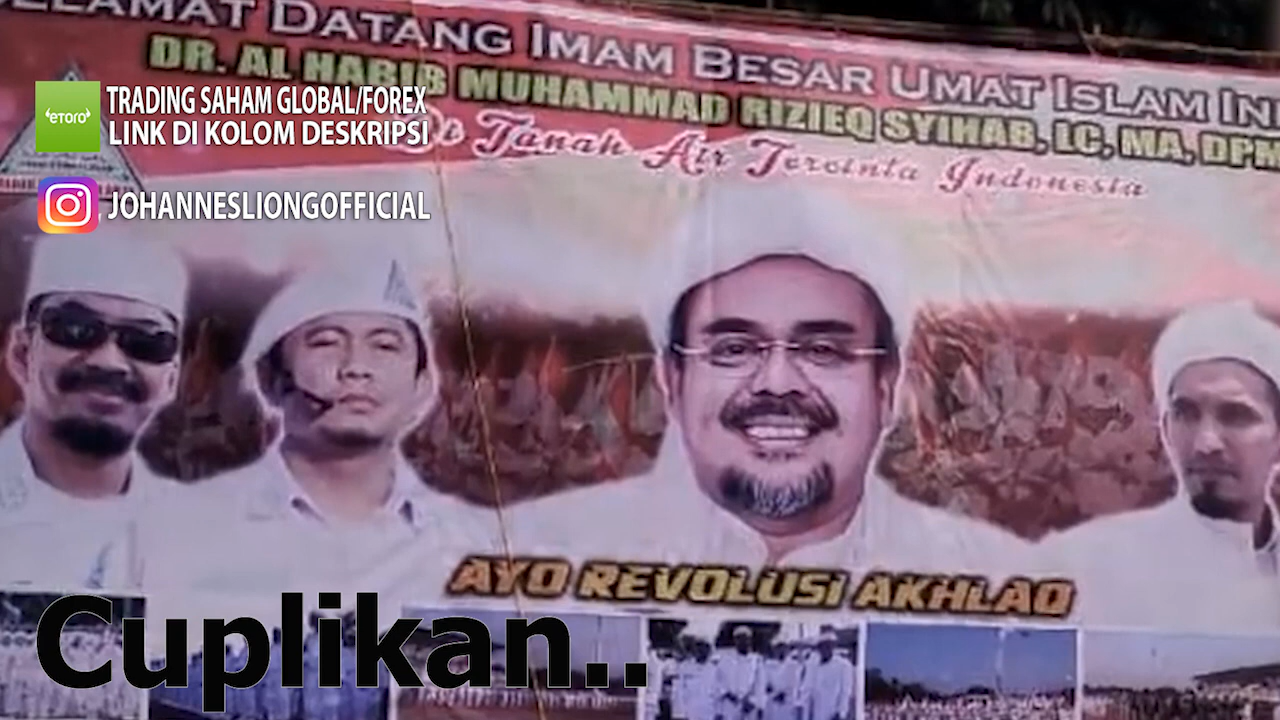 SELAMAT DATANG IMAM BESAR UMAT ISLAM IN
DR. AL HABIB MUHAMMAD RIZIEQ SYIHAB, LC, MA, DPM
Di Tanah Air Tercinta Indonesia
eToro
TRADING SAHAM GLOBAL/FOREX
LINK DI KOLOM DESKRIPSI
JOHANNESLIONGOFFICIAL
AYO REVOLUSI AKHLAQ
Cuplikan..